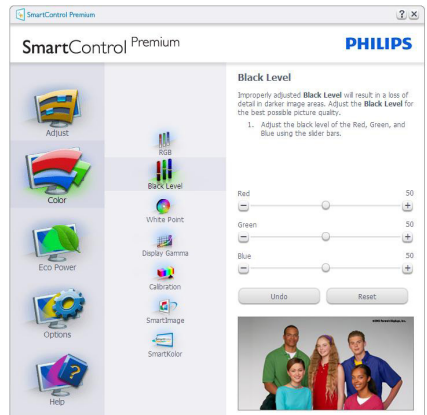 SmartControl Premium
? ×
SmartControl Premium
PHILIPS
Adjust
Color
Eco Power
Options
Help
RGB
Black Level
White Point
Display Gamma
Calibration
SmartImage
SmartKolor
Black Level
Improperly adjusted Black Level will result in a loss of
detail in darker image areas. Adjust the Black Level for
the best possible picture quality.
1. Adjust the black level of the Red, Green, and
Blue using the slider bars.
Red 50
Green 50
Blue 50
Undo Reset